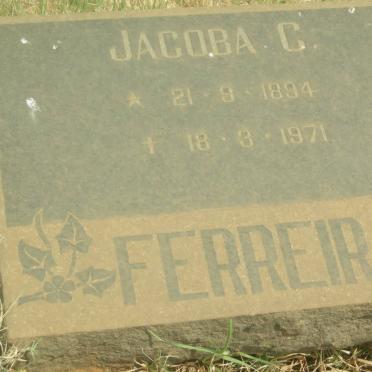 JACOBA C.
* 21 · 9 · 1894
† 18 · 3 · 1971
FERREIR